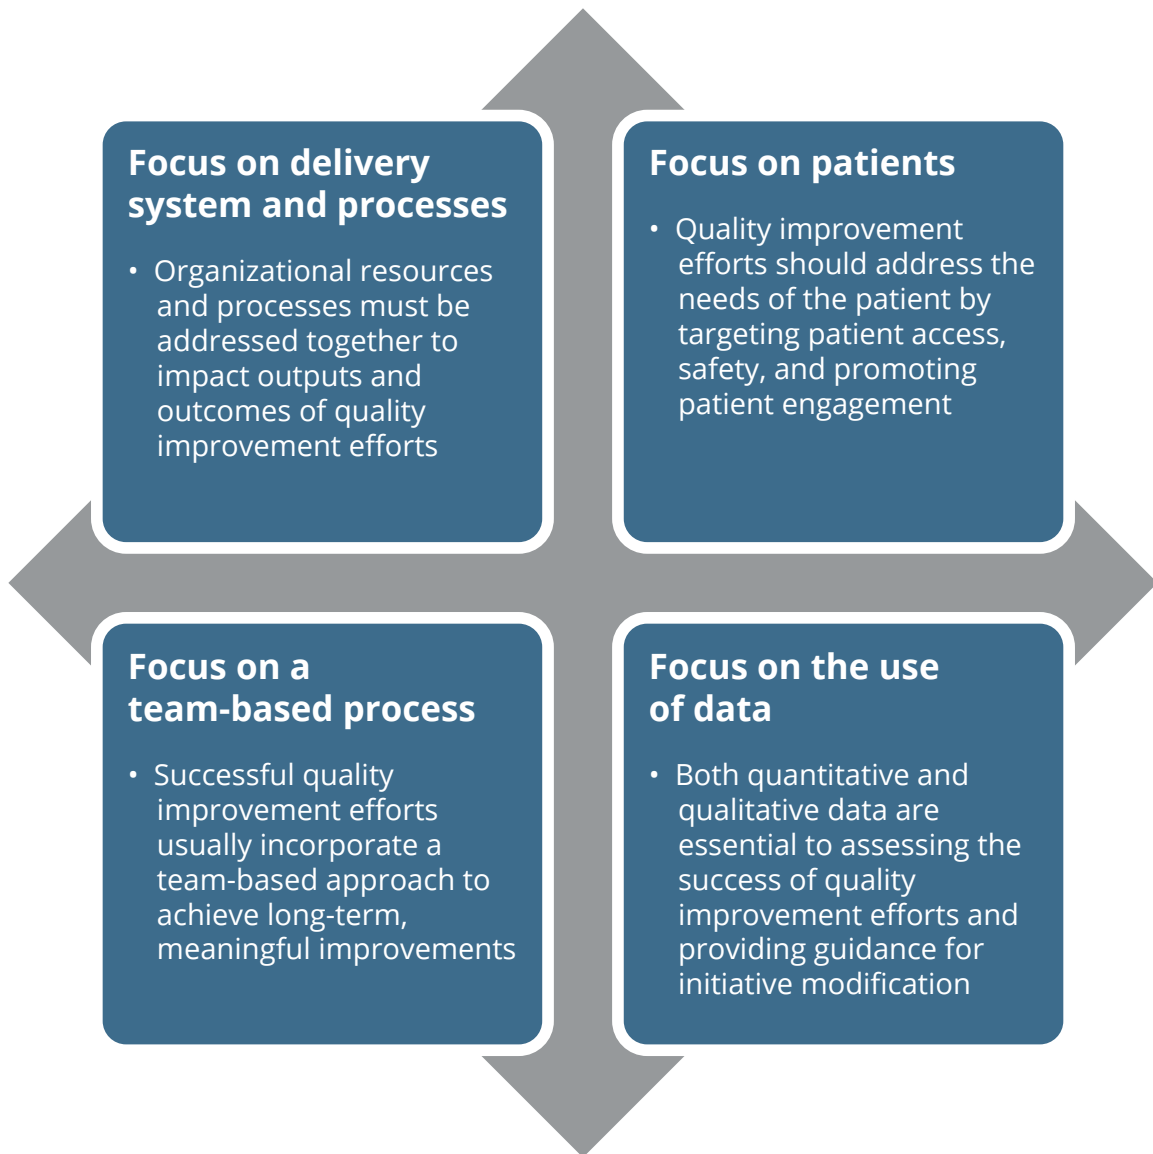 Focus on delivery
system and processes
• Organizational resources
and processes must be
addressed together to
impact outputs and
outcomes of quality
improvement efforts
Focus on patients
• Quality improvement
efforts should address the
needs of the patient by
targeting patient access,
safety, and promoting
patient engagement
Focus on a
team-based process
• Successful quality
improvement efforts
usually incorporate a
team-based approach to
achieve long-term,
meaningful improvements
Focus on the use
of data
• Both quantitative and
qualitative data are
essential to assessing the
success of quality
improvement efforts and
providing guidance for
initiative modification